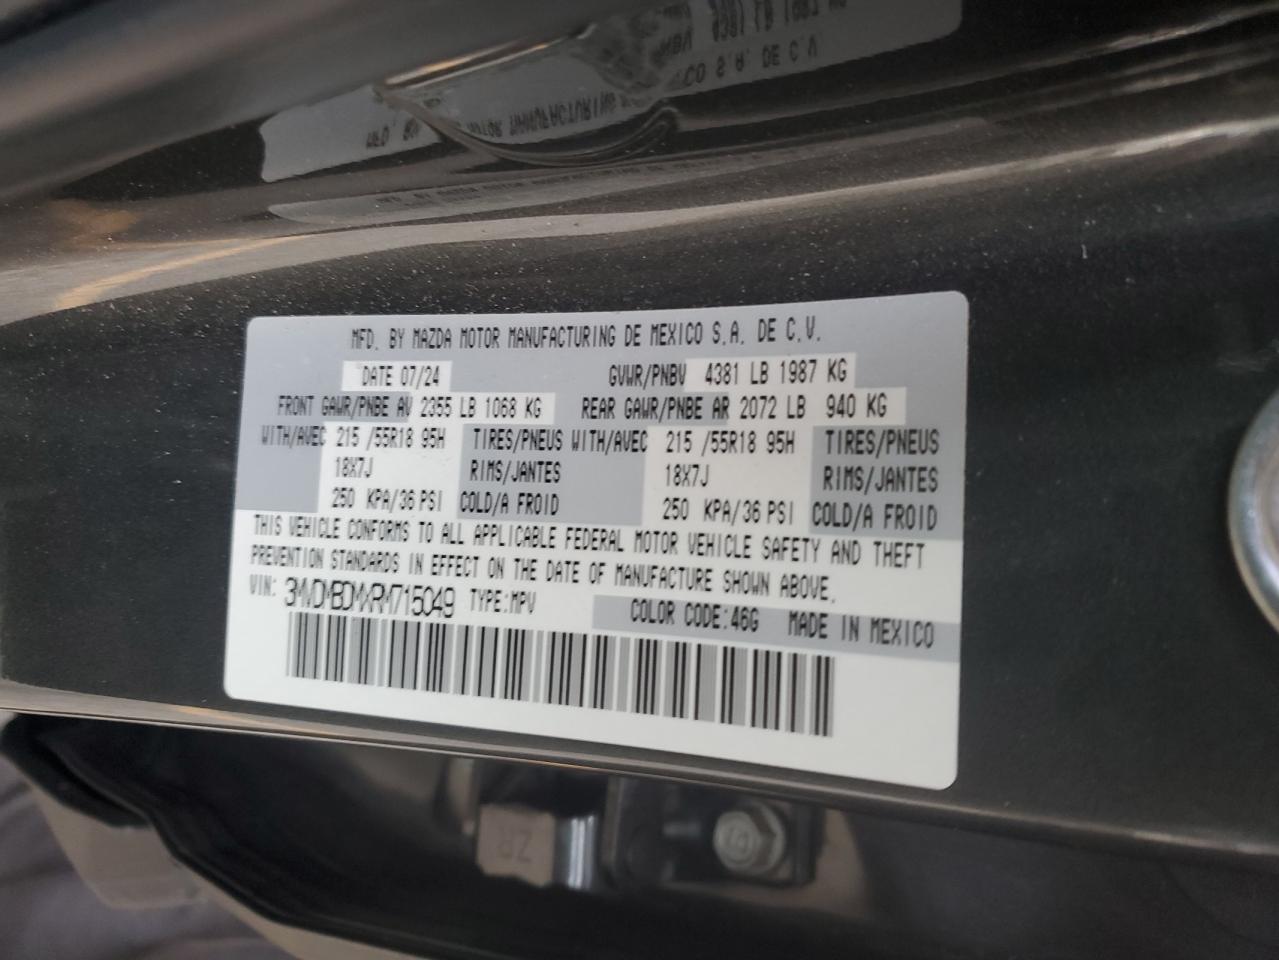 MFD. BY MAZDA MOTOR MANUFACTURING DE MEXICO S.A. DE C.V.
DATE 07/24 GVWR/PNBV 4381 LB 1987 KG
FRONT GAWR/PNBE AV 2355 LB 1068 KG REAR GAWR/PNBE AR 2072 LB 940 KG
WITH/AVEC 215 /55R18 95H TIRES/PNEUS WITH/AVEC 215 /55R18 95H TIRES/PNEUS
18X7J RIMS/JANTES 18X7J RIMS/JANTES
250 KPA/36 PSI COLD/A FROID 250 KPA/36 PSI COLD/A FROID
THIS VEHICLE CONFORMS TO ALL APPLICABLE FEDERAL MOTOR VEHICLE SAFETY AND THEFT
PREVENTION STANDARDS IN EFFECT ON THE DATE OF MANUFACTURE SHOWN ABOVE.
VIN: 3MVDMBDMXRM715049 TYPE:MPV COLOR CODE:46G MADE IN MEXICO